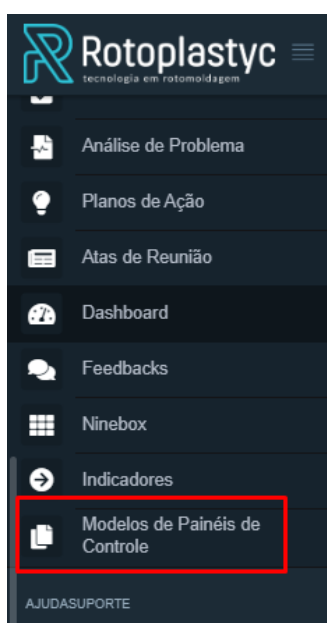 Rotoplastyc
tecnologia em rotomoldagem
Análise de Problema
Planos de Ação
Atas de Reunião
Dashboard
Feedbacks
Ninebox
Indicadores
Modelos de Painéis de
Controle
AJUDASUPORTE